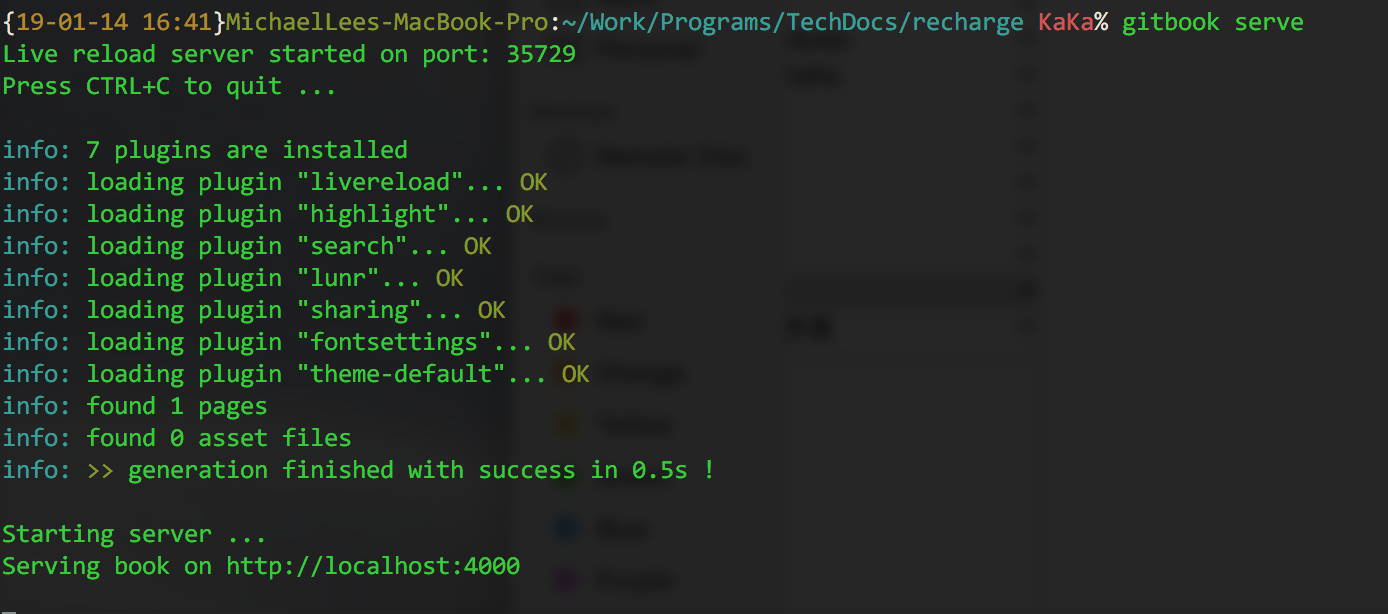 {19-01-14 16:41}MichaelLees-MacBook-Pro:~/Work/Programs/TechDocs/recharge KaKa% gitbook serve
Live reload server started on port: 35729
Press CTRL+C to quit ...
info: 7 plugins are installed
info: loading plugin "livereload"... OK
info: loading plugin "highlight"... OK
info: loading plugin "search"... OK
info: loading plugin "lunr"... OK
info: loading plugin "sharing"... OK
info: loading plugin "fontsettings"... OK
info: loading plugin "theme-default"... OK
info: found 1 pages
info: found 0 asset files
info: >> generation finished with success in 0.5s !
Starting server ...
Serving book on http://localhost:4000